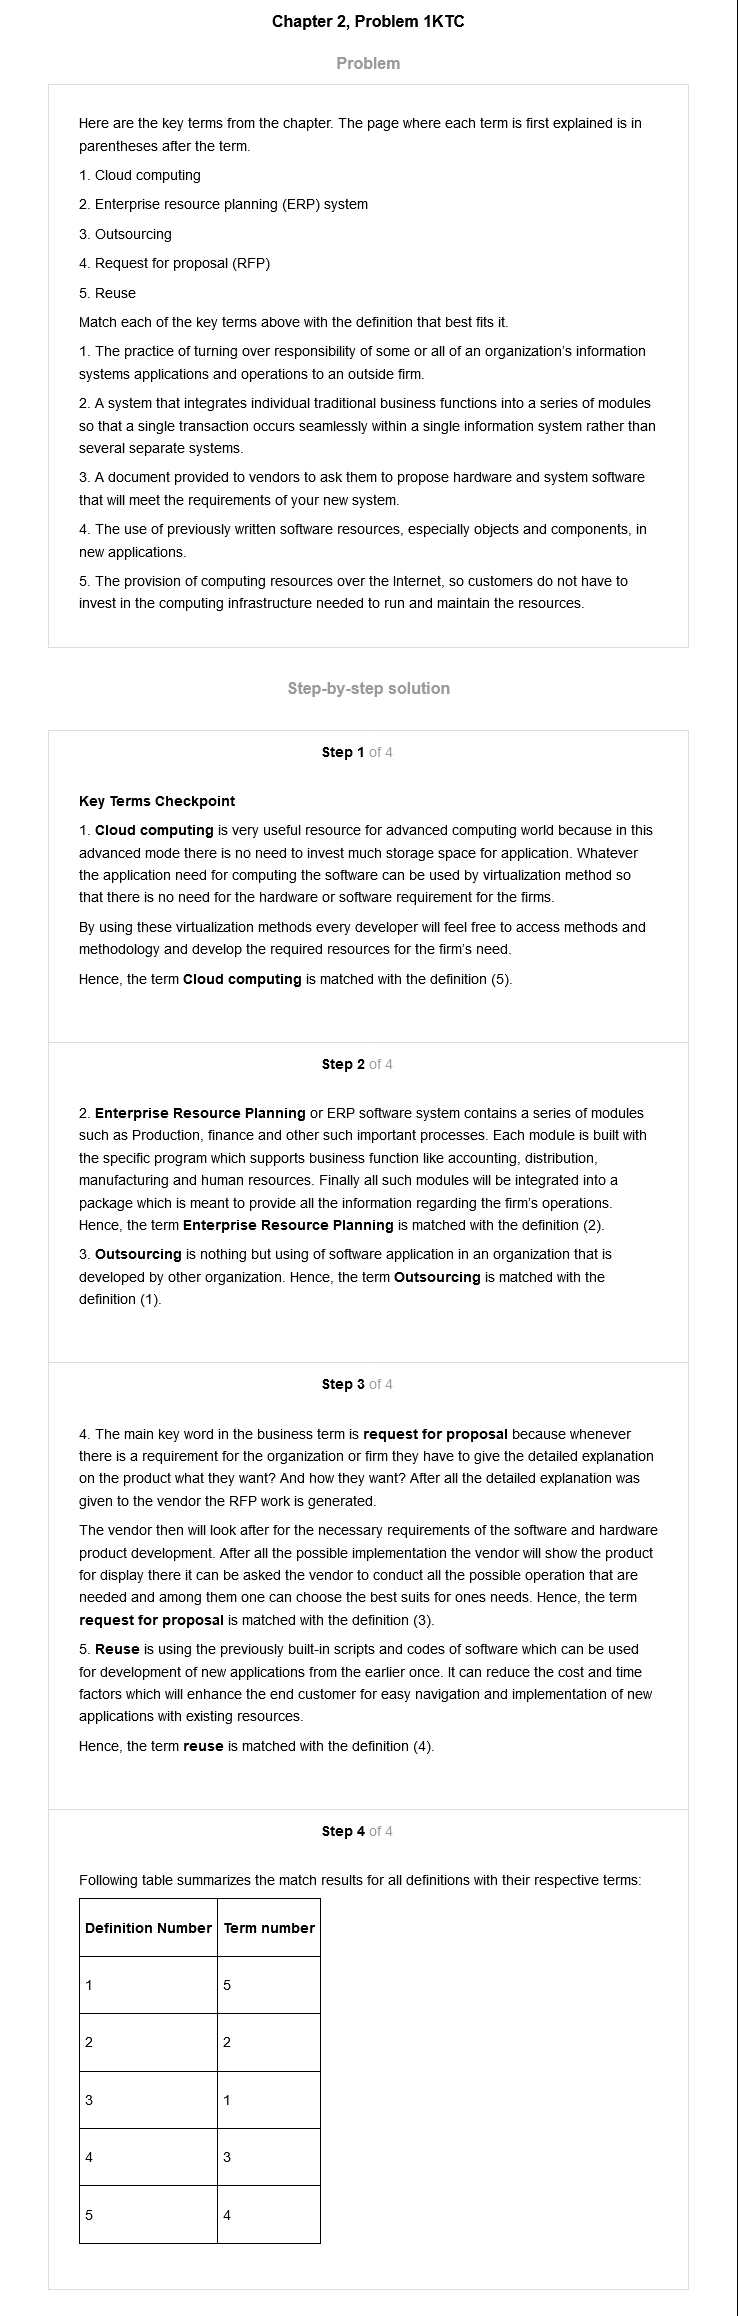 Chapter 2, Problem 1KTC
Problem
Here are the key terms from the chapter. The page where each term is first explained is in
parentheses after the term.
1. Cloud computing
2. Enterprise resource planning (ERP) system
3. Outsourcing
4. Request for proposal (RFP)
5. Reuse
Match each of the key terms above with the definition that best fits it.
1. The practice of turning over responsibility of some or all of an organization's information
systems applications and operations to an outside firm.
2. A system that integrates individual traditional business functions into a series of modules
so that a single transaction occurs seamlessly within a single information system rather than
several separate systems.
3. A document provided to vendors to ask them to propose hardware and system software
that will meet the requirements of your new system.
4. The use of previously written software resources, especially objects and components, in
new applications.
5. The provision of computing resources over the Internet, so customers do not have to
invest in the computing infrastructure needed to run and maintain the resources.
Step-by-step solution
Step 1 of 4
Key Terms Checkpoint
1. Cloud computing is very useful resource for advanced computing world because in this
advanced mode there is no need to invest much storage space for application. Whatever
the application need for computing the software can be used by virtualization method so
that there is no need for the hardware or software requirement for the firms.
By using these virtualization methods every developer will feel free to access methods and
methodology and develop the required resources for the firm's need.
Hence, the term Cloud computing is matched with the definition (5).
Step 2 of 4
2. Enterprise Resource Planning or ERP software system contains a series of modules
such as Production, finance and other such important processes. Each module is built with
the specific program which supports business function like accounting, distribution,
manufacturing and human resources. Finally all such modules will be integrated into a
package which is meant to provide all the information regarding the firm's operations.
Hence, the term Enterprise Resource Planning is matched with the definition (2).
3. Outsourcing is nothing but using of software application in an organization that is
developed by other organization. Hence, the term Outsourcing is matched with the
definition (1).
Step 3 of 4
4. The main key word in the business term is request for proposal because whenever
there is a requirement for the organization or firm they have to give the detailed explanation
on the product what they want? And how they want? After all the detailed explanation was
given to the vendor the RFP work is generated.
The vendor then will look after for the necessary requirements of the software and hardware
product development. After all the possible implementation the vendor will show the product
for display there it can be asked the vendor to conduct all the possible operation that are
needed and among them one can choose the best suits for ones needs. Hence, the term
request for proposal is matched with the definition (3).
5. Reuse is using the previously built-in scripts and codes of software which can be used
for development of new applications from the earlier once. It can reduce the cost and time
factors which will enhance the end customer for easy navigation and implementation of new
applications with existing resources.
Hence, the term reuse is matched with the definition (4).
Step 4 of 4
Following table summarizes the match results for all definitions with their respective terms:
Definition Number Term number
1 5
2 2
3 1
4 3
5 4